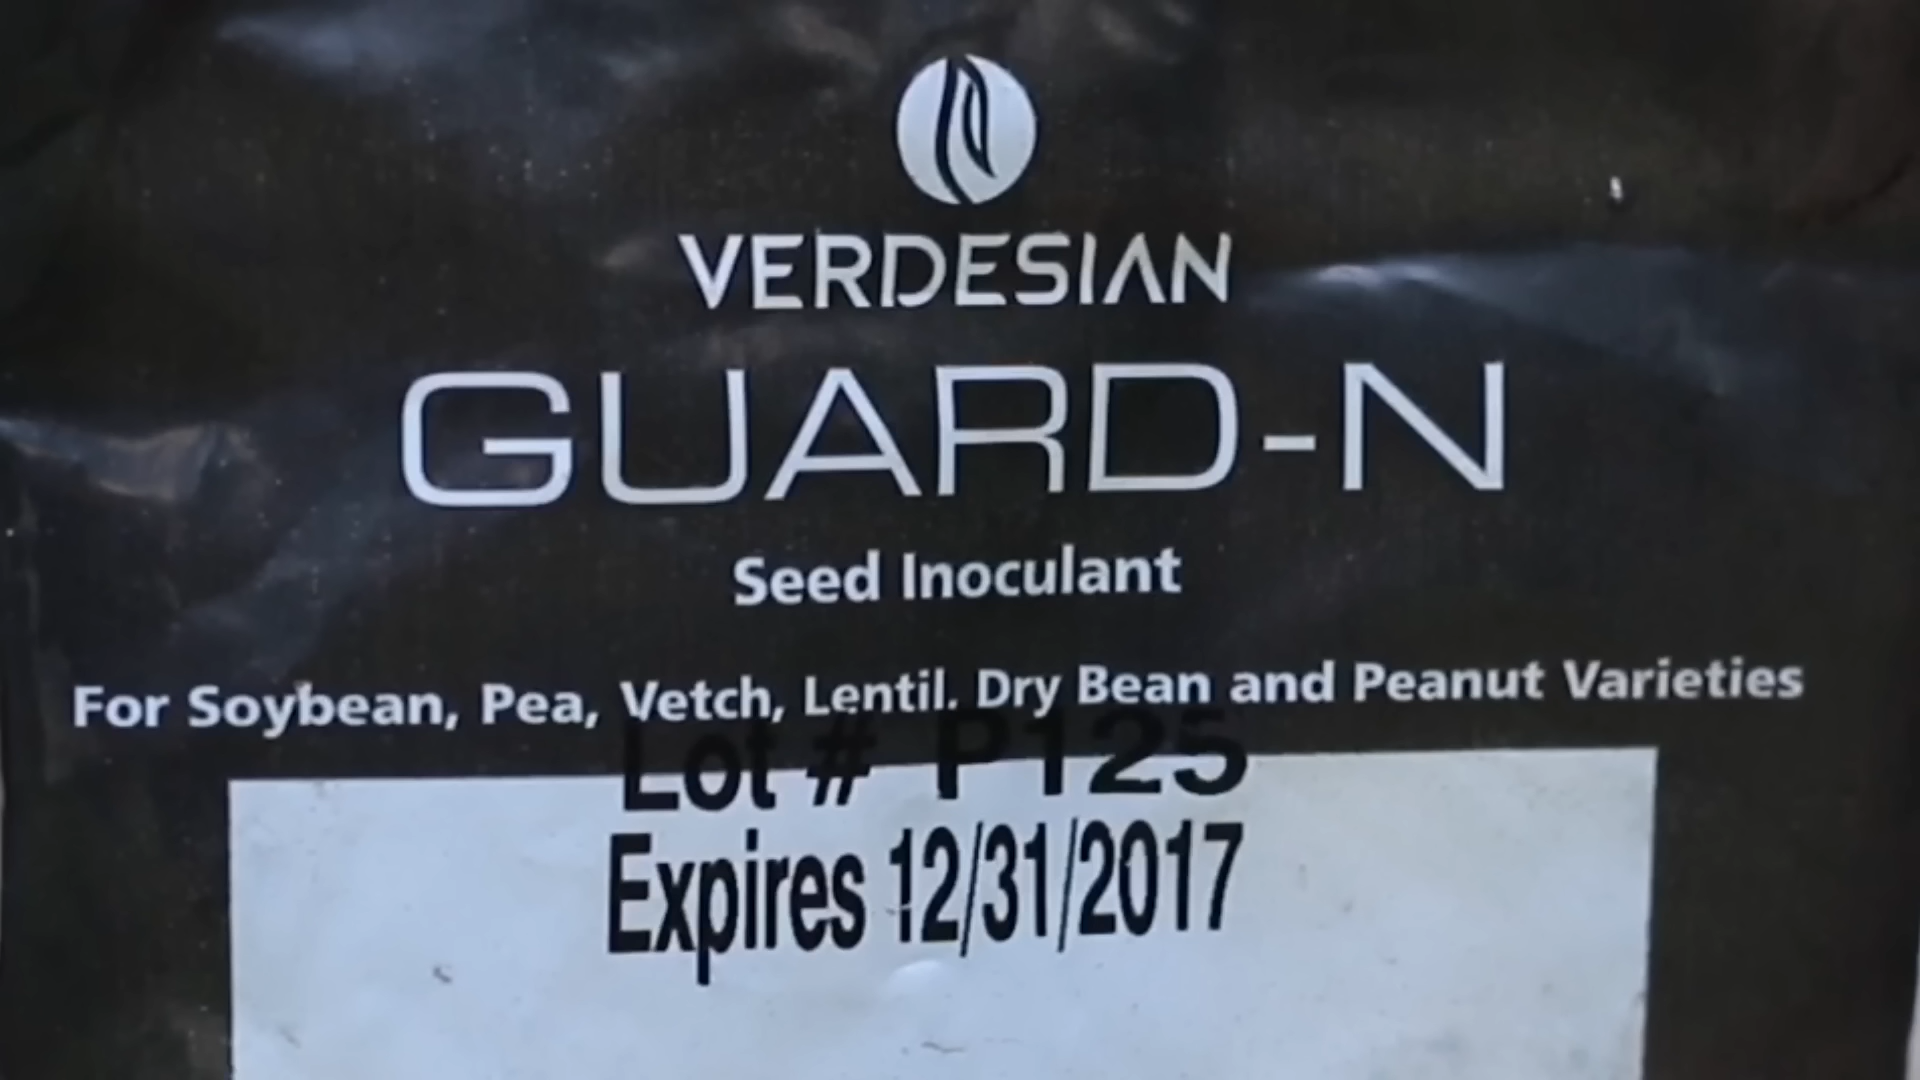 VERDESIAN
GUARD-N
Seed Inoculant
For Soybean, Pea, Vetch, Lentil. Dry Bean and Peanut Varieties
Lot # P125
Expires 12/31/2017